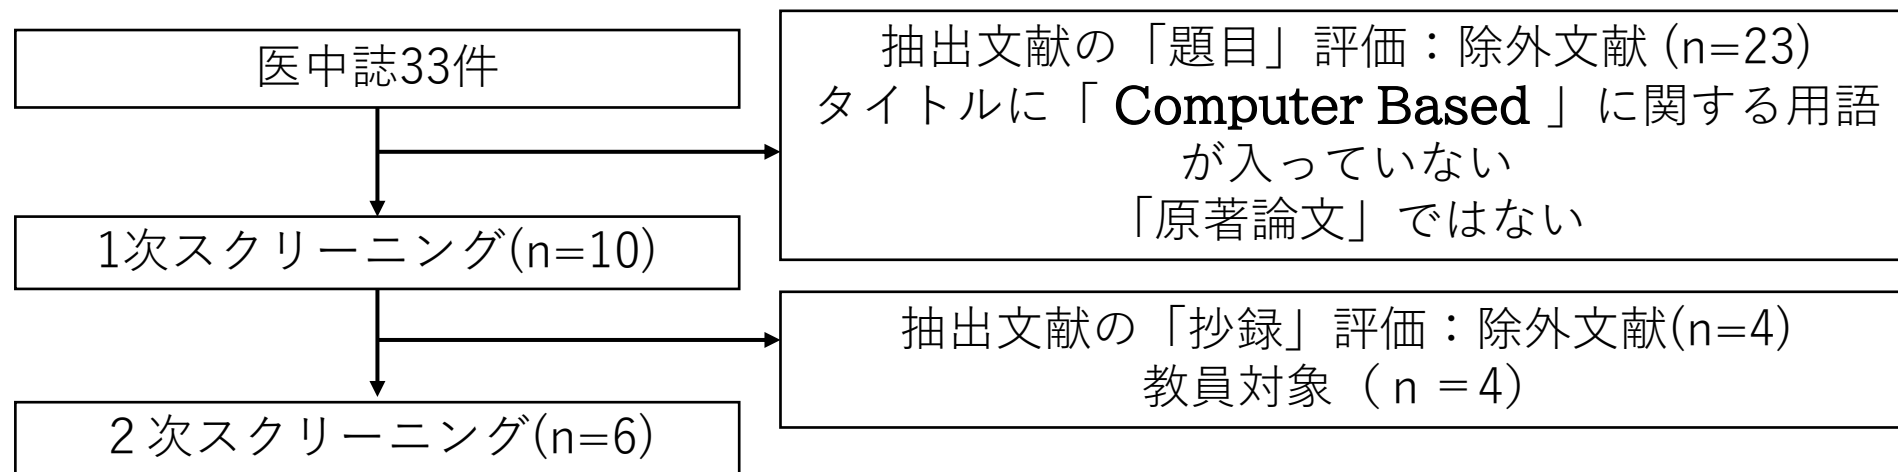 医中誌33件
抽出文献の「題目」評価：除外文献 (n=23)
タイトルに「 Computer Based 」に関する用語
が入っていない
「原著論文」ではない
1次スクリーニング(n=10)
抽出文献の「抄録」評価：除外文献(n=4)
教員対象（ｎ＝4）
２次スクリーニング(n=6)